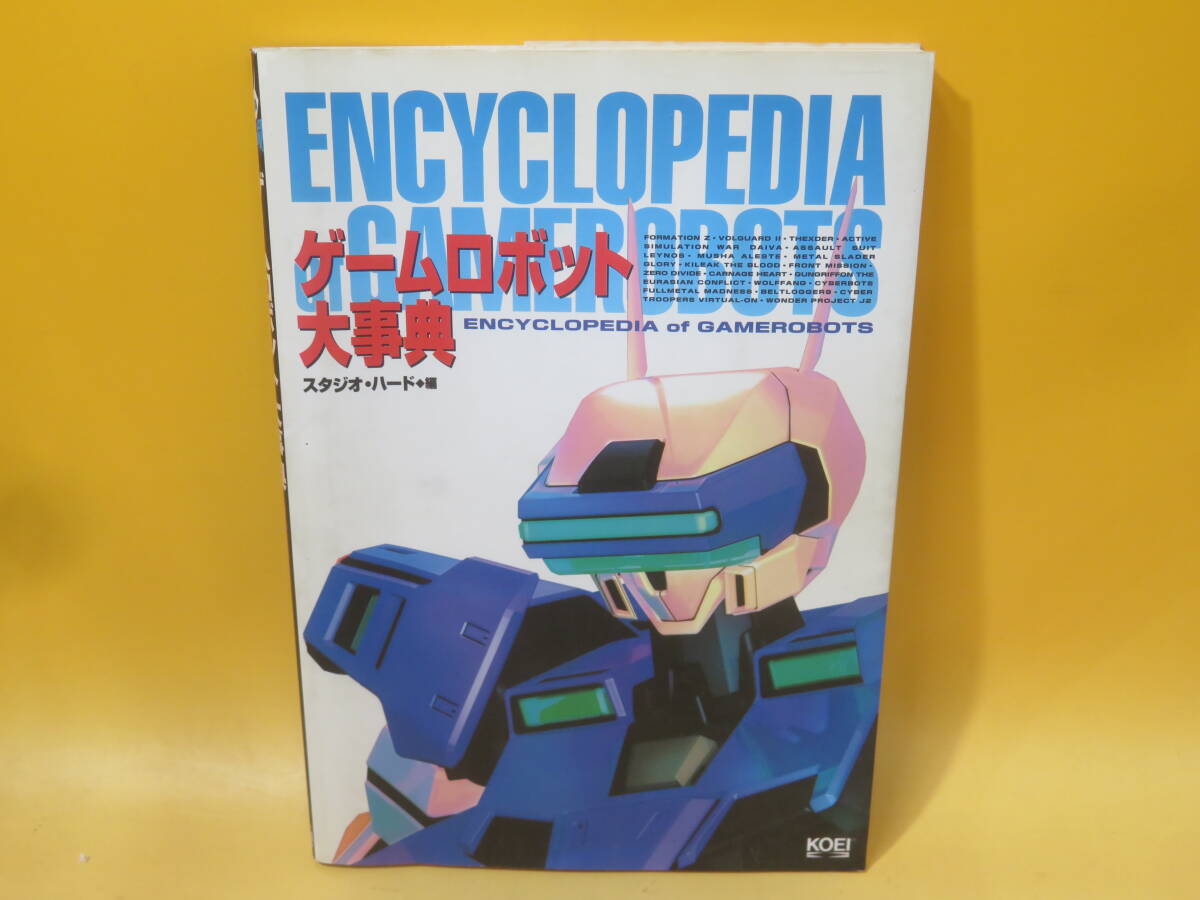 ENCYCLOPEDIA
of GAMEROBOTS
ゲームロボット
大事典
スタジオ・ハード◆編
FORMATION Z・VOLGUARD II・THEXDER・ACTIVE
SIMULATION WAR DAIVA・ASSAULT SUIT
LEYNOS・MUSHA ALESTE・METAL SLADER
GLORY・KILEAK THE BLOOD・FRONT MISSION・
ZERO DIVIDE・CARNAGE HEART・GUNGRIFFON THE
EURASIAN CONFLICT・WOLFFANG・CYBERBOTS
FULLMETAL MADNESS・BELTLOGGER9・CYBER
TROOPERS VIRTUAL-ON・WONDER PROJECT J2
ENCYCLOPEDIA of GAMEROBOTS
KOEI